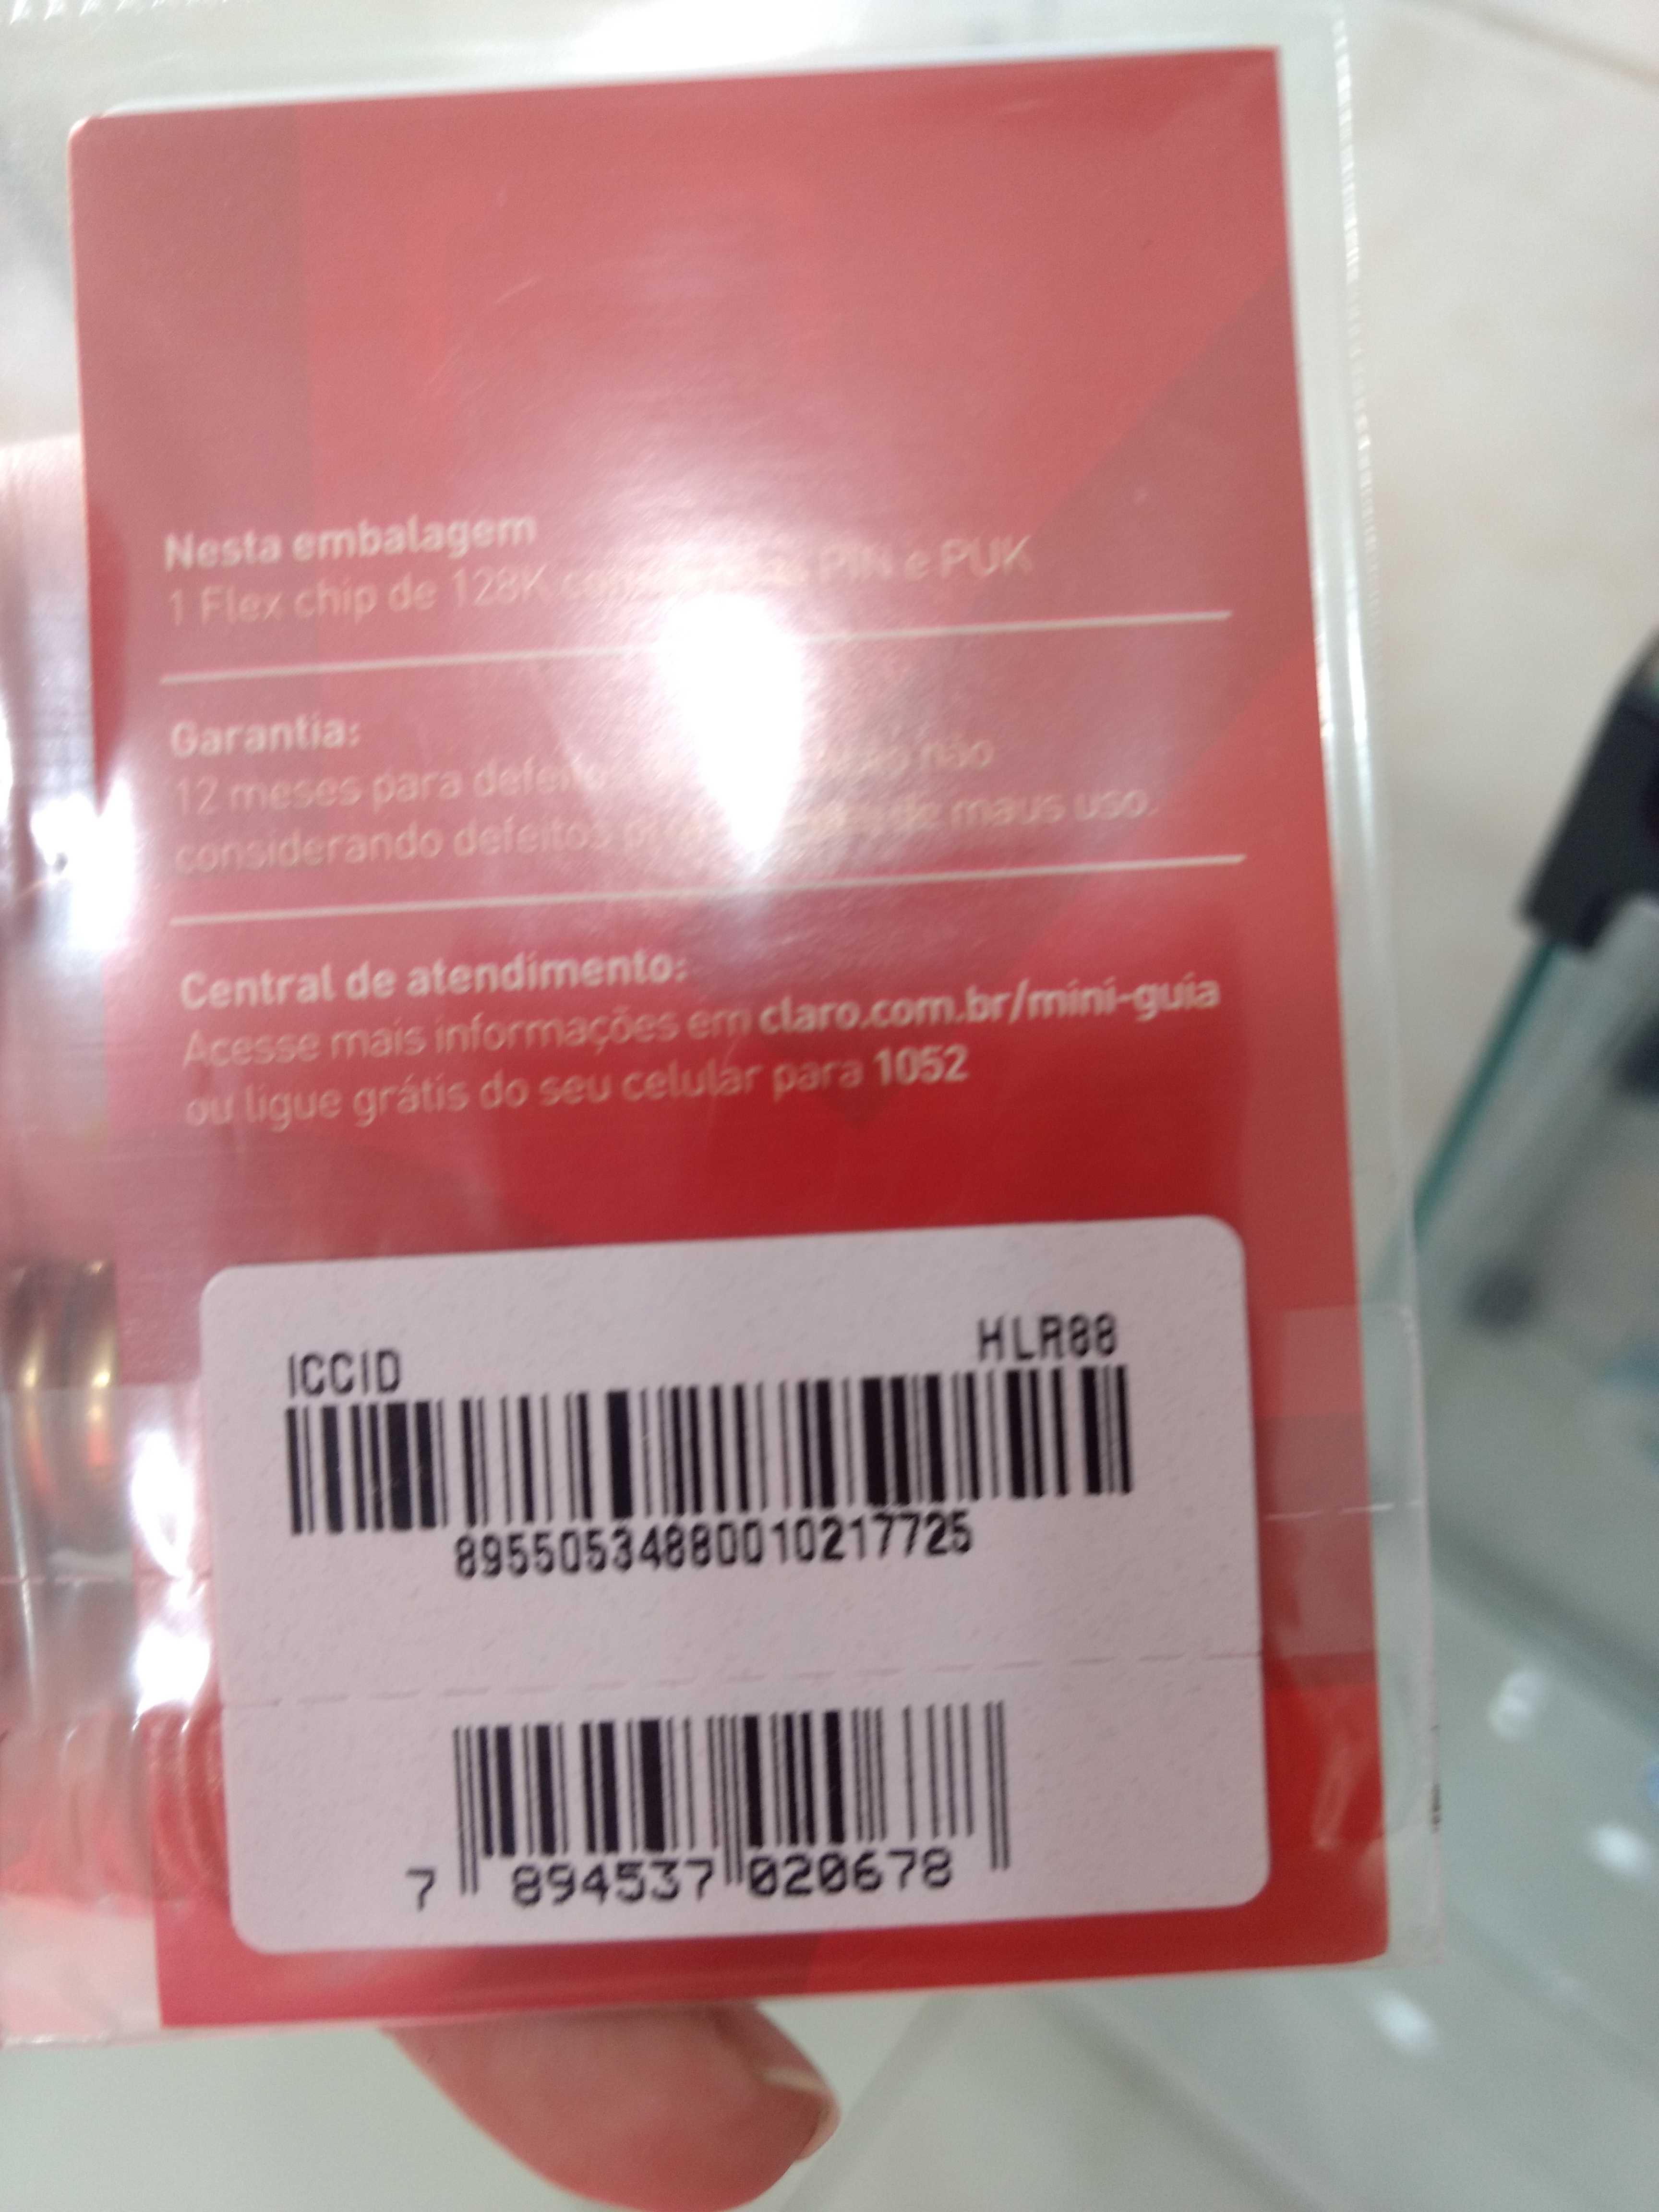 Nesta embalagem
1 Flex chip de 128K PIN e PUK
Garantia:
12 meses para não
considerando defeitos de maus uso.
Central de atendimento:
Acesse mais informações em claro.com.br/mini-guia
ou ligue grátis do seu celular para 1052
ICCID HLR88
89550534880010217725
7 894537 020678